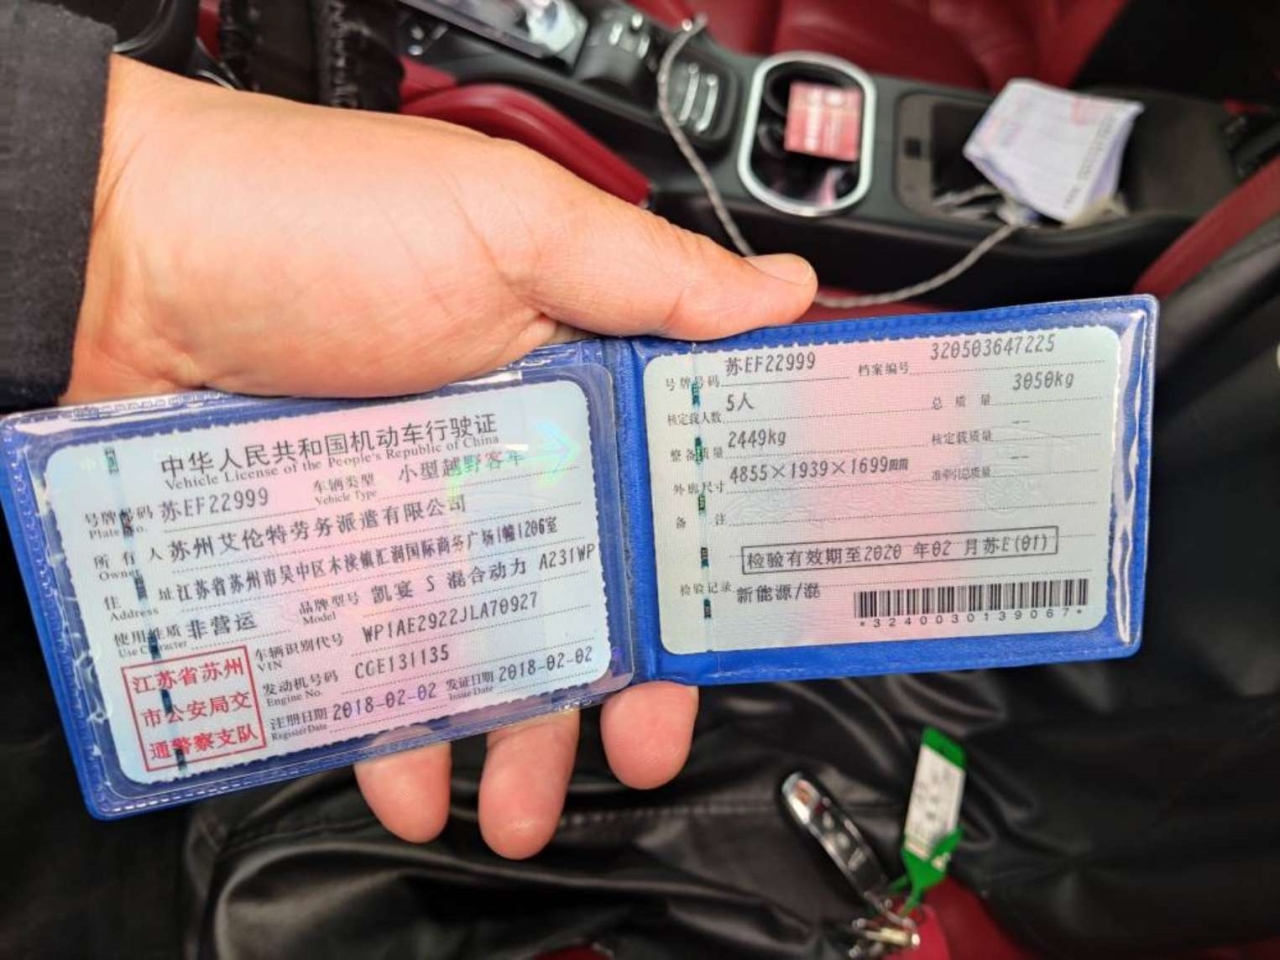 中华人民共和国机动车行驶证
Vehicle License of the People's Republic of China
号牌号码 苏EF22999 车辆类型 小型越野客车
Plate No. Vehicle Type
所有人 苏州艾伦特劳务派遣有限公司
Owner
住址 江苏省苏州市吴中区木渎镇汇润国际商务广场1幢1206室
Address
使用性质 非营运 品牌型号 凯宴 S 混合动力 A231WP
Use Character Model
车辆识别代号 WP1AE2922JLA70927
VIN
发动机号码 CGE131135
Engine No.
注册日期 2018-02-02 发证日期 2018-02-02
Register Date Issue Date
江苏省苏州
市公安局交
通警察支队
号牌号码 苏EF22999 档案编号 320503647225
核定载人数 5人 总质量 3050kg
整备质量 2449kg 核定载质量 --
外廓尺寸 4855×1939×1699mm 准牵引总质量 --
备注
检验有效期至2020 年02 月苏E(01)
检验记录 新能源/混
*3240030139067*